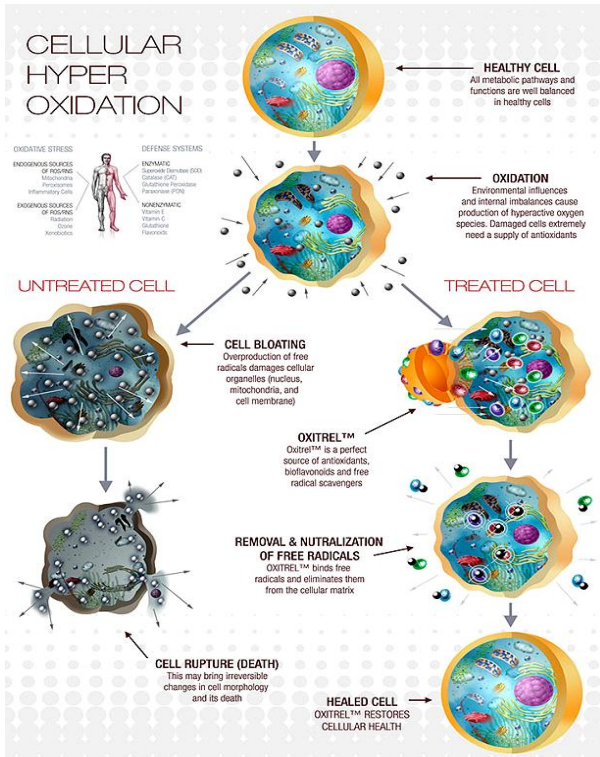 CELLULAR
HYPER
OXIDATION
HEALTHY CELL
All metabolic pathways and
functions are well balanced
in healthy cells
OXIDATIVE STRESS
ENDOGENOUS SOURCES
OF ROS/RNS
Mitochondria
Peroxisomes
Inflammatory Cells
EXOGENOUS SOURCES
OF ROS/RNS
Radiation
Ozone
Xenobiotics
DEFENSE SYSTEMS
ENZYMATIC
Superoxide Dismutase (SOD)
Catalase (CAT)
Glutathione Peroxidase
Paraoxonase (PON)
NONENZYMATIC
Vitamin E
Vitamin C
Glutathione
Flavonoids
OXIDATION
Environmental influences
and internal imbalances cause
production of hyperactive oxygen
species. Damaged cells extremely
need a supply of antioxidants
UNTREATED CELL
TREATED CELL
CELL BLOATING
Overproduction of free
radicals damages cellular
organelles (nucleus,
mitochondria, and
cell membrane)
OXITREL™
Oxitrel™ is a perfect
source of antioxidants,
bioflavonoids and free
radical scavengers
REMOVAL & NUTRALIZATION
OF FREE RADICALS
OXITREL™ binds free
radicals and eliminates them
from the cellular matrix
CELL RUPTURE (DEATH)
This may bring irreversible
changes in cell morphology
and its death
HEALED CELL
OXITREL™ RESTORES
CELLULAR HEALTH